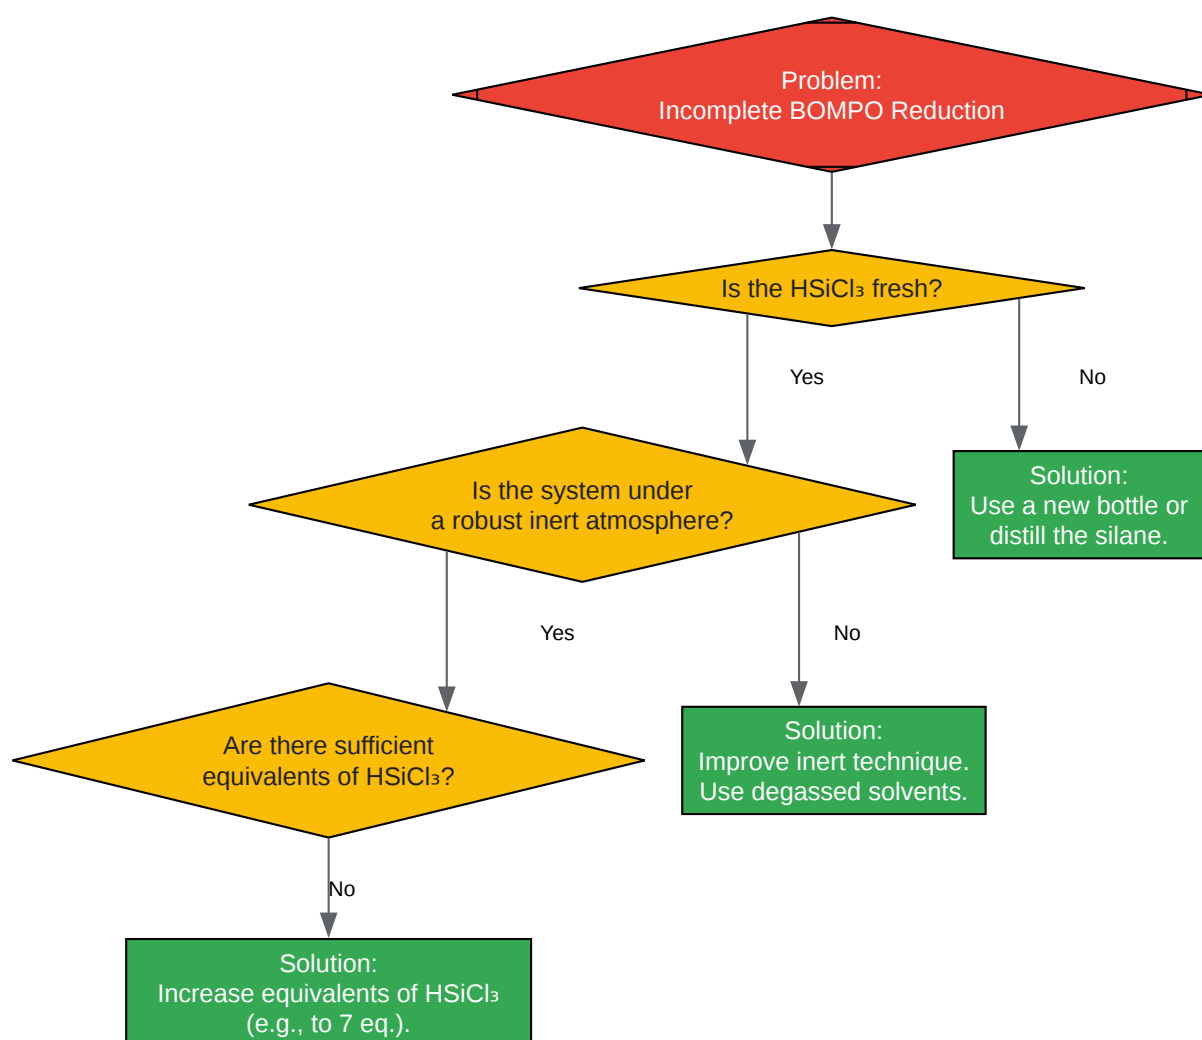 Problem:
Incomplete BOMPO Reduction
Is the HSiCl₃ fresh?
Yes
No
Is the system under
a robust inert atmosphere?
Solution:
Use a new bottle or
distill the silane.
Yes
No
Are there sufficient
equivalents of HSiCl₃?
Solution:
Improve inert technique.
Use degassed solvents.
No
Solution:
Increase equivalents of HSiCl₃
(e.g., to 7 eq.).